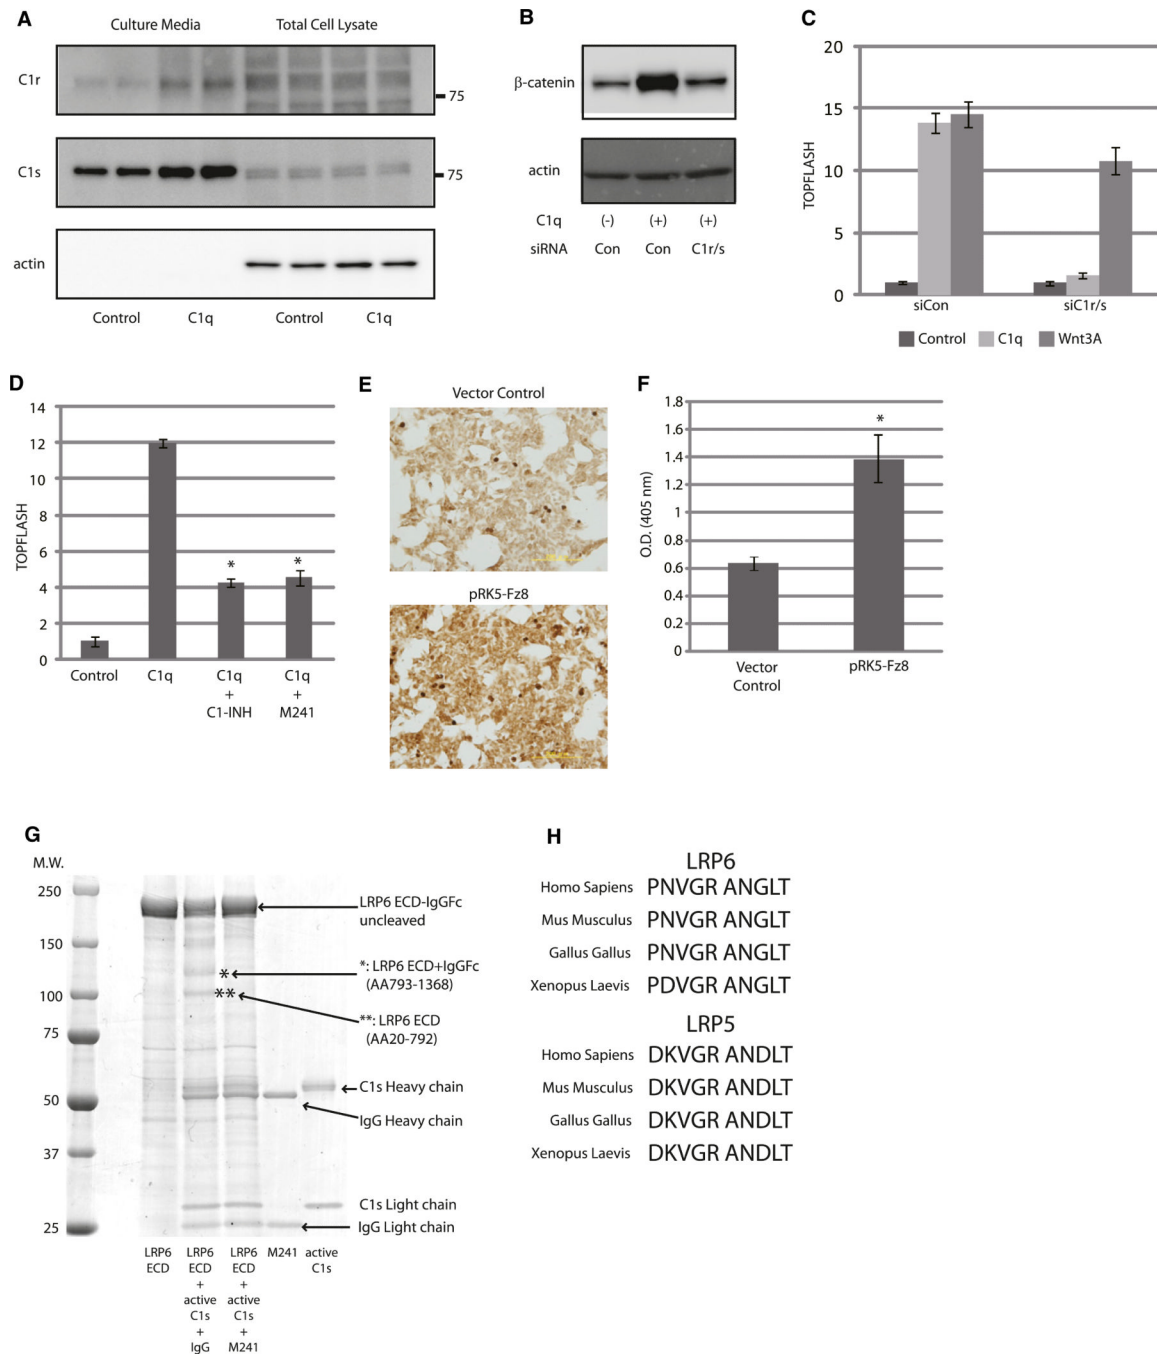 A
Culture Media
Total Cell Lysate
C1r
75
C1s
75
actin
Control
C1q
Control
C1q
B
β-catenin
actin
C1q
(-)
(+)
(+)
siRNA
Con
Con
C1r/s
C
TOPFLASH
20
15
10
5
0
siCon
siC1r/s
Control
C1q
Wnt3A
D
TOPFLASH
14
12
10
8
6
4
2
0
*
*
Control
C1q
C1q
+
C1-INH
C1q
+
M241
E
Vector Control
pRK5-Fz8
F
O.D. (405 nm)
1.8
1.6
1.4
1.2
1
0.8
0.6
0.4
0.2
0
*
Vector
Control
pRK5-Fz8
G
M.W.
250
150
100
75
50
37
25
LRP6 ECD-IgGFc
uncleaved
*
*: LRP6 ECD+IgGFc
(AA793-1368)
**
**: LRP6 ECD
(AA20-792)
C1s Heavy chain
IgG Heavy chain
C1s Light chain
IgG Light chain
LRP6
ECD
LRP6
ECD
+
active
C1s
+
IgG
LRP6
ECD
+
active
C1s
+
M241
M241
active
C1s
H
LRP6
Homo Sapiens PNVGR ANGLT
Mus Musculus PNVGR ANGLT
Gallus Gallus PNVGR ANGLT
Xenopus Laevis PDVGR ANGLT
LRP5
Homo Sapiens DKVGR ANDLT
Mus Musculus DKVGR ANDLT
Gallus Gallus DKVGR ANDLT
Xenopus Laevis DKVGR ANDLT